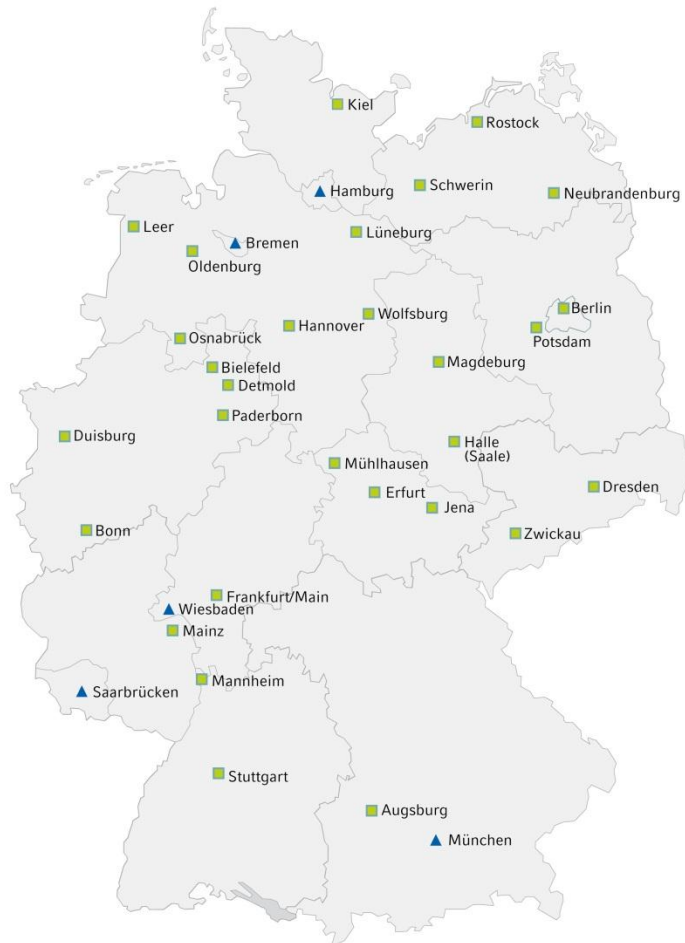 Kiel
Rostock
Hamburg
Schwerin
Neubrandenburg
Leer
Lüneburg
Bremen
Oldenburg
Berlin
Wolfsburg
Hannover
Potsdam
Osnabrück
Magdeburg
Bielefeld
Detmold
Paderborn
Duisburg
Halle
(Saale)
Mühlhausen
Dresden
Erfurt
Jena
Bonn
Zwickau
Frankfurt/Main
Wiesbaden
Mainz
Mannheim
Saarbrücken
Stuttgart
Augsburg
München